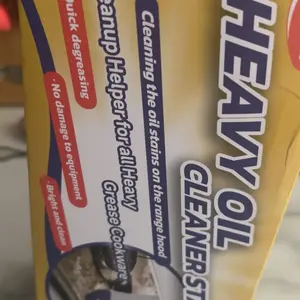 HEAVY OIL
CLEANER
Cleaning the oil stains on the range hood
Cleanup Helper for all Heavy
Grease Cookware
Quick degreasing
· No damage to equipment
· Bright and clean